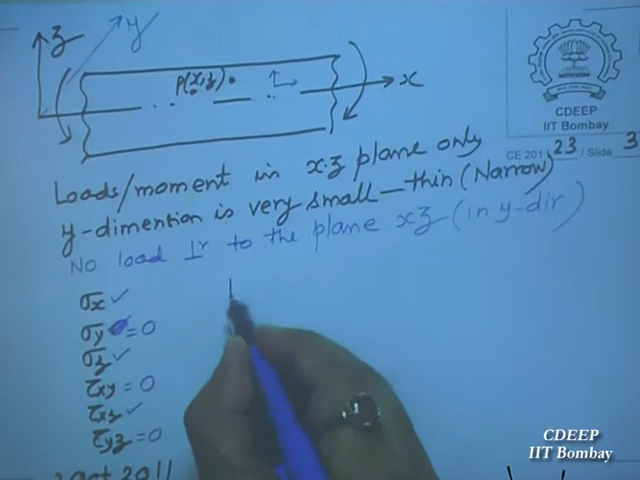 z
y
P(x,z)
x
CDEEP
IIT Bombay
CE 201 23 / Slide 3
Loads/moment in x-z plane only
y-dimention is very small – thin (Narrow)
No load ⊥r to the plane xz (in y-dir)
σx ✓
σy = 0
σz ✓
τxy = 0
τxz ✓
τyz = 0
Oct 2011
CDEEP
IIT Bombay